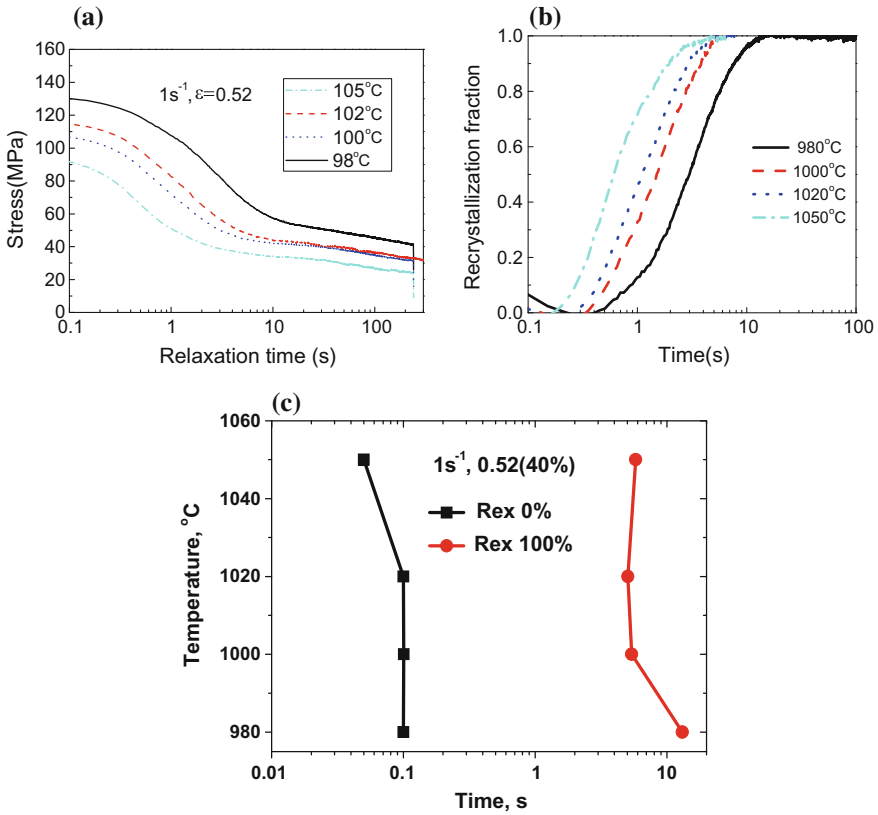 (a)
160
140
120
100
80
60
40
20
0
Stress(MPa)
1s⁻¹, ε=0.52
105°C
102°C
100°C
98°C
0.1 1 10 100
Relaxation time (s)
(b)
1.0
0.8
0.6
0.4
0.2
0.0
Recrystallization fraction
980°C
1000°C
1020°C
1050°C
0.1 1 10 100
Time(s)
(c)
1060
1040
1020
1000
980
Temperature, °C
1s⁻¹, 0.52(40%)
Rex 0%
Rex 100%
0.01 0.1 1 10
Time, s